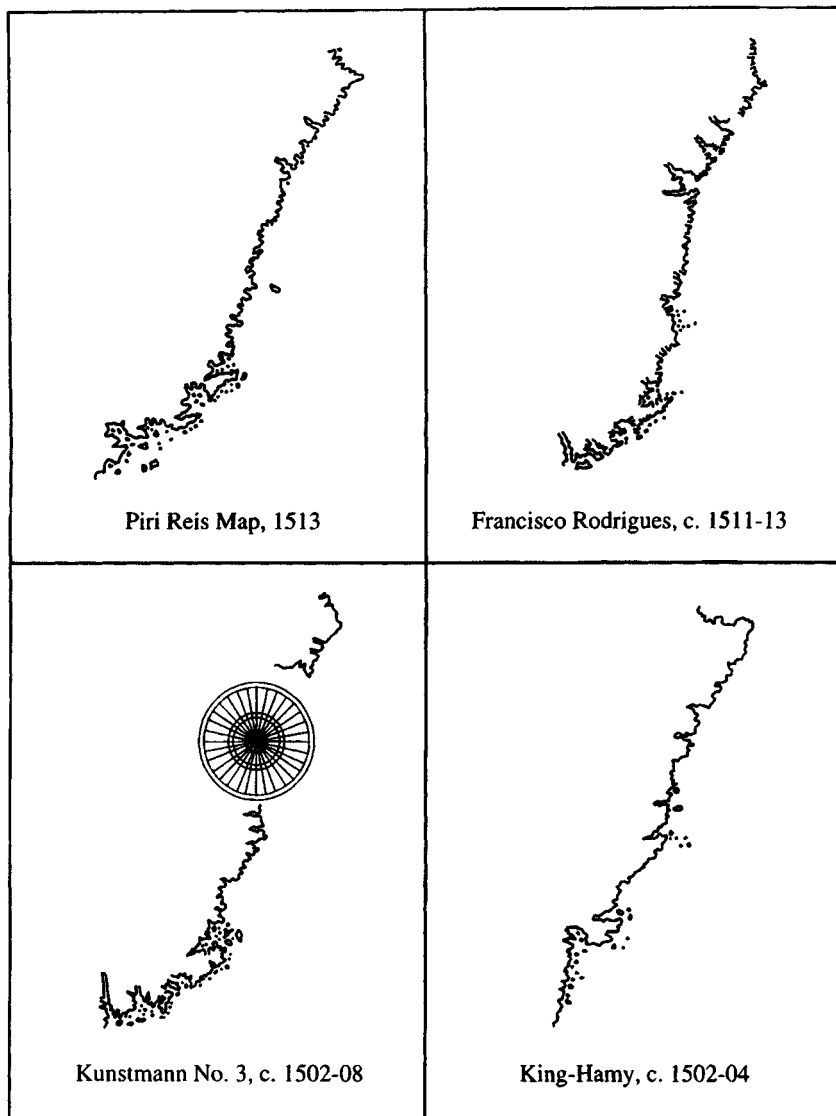 Piri Reis Map, 1513
Francisco Rodrigues, c. 1511-13
Kunstmann No. 3, c. 1502-08
King-Hamy, c. 1502-04